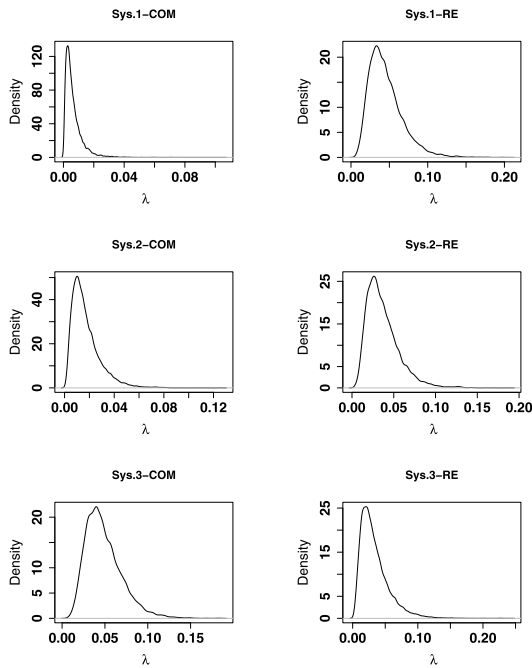 Sys.1−COM
Density
0 40 80 120
0.00 0.04 0.08
λ
Sys.1−RE
Density
0 5 10 20
0.00 0.10 0.20
λ
Sys.2−COM
Density
0 20 40
0.00 0.04 0.08 0.12
λ
Sys.2−RE
Density
0 5 15 25
0.00 0.05 0.10 0.15 0.20
λ
Sys.3−COM
Density
0 5 10 20
0.00 0.05 0.10 0.15
λ
Sys.3−RE
Density
0 5 15 25
0.00 0.10 0.20
λ